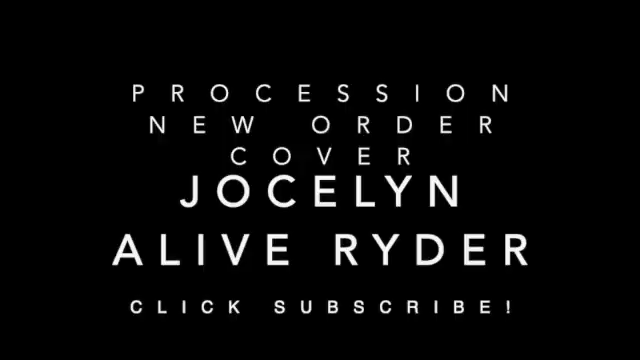 PROCESSION
NEW ORDER
COVER
JOCELYN
ALIVE RYDER
CLICK SUBSCRIBE!